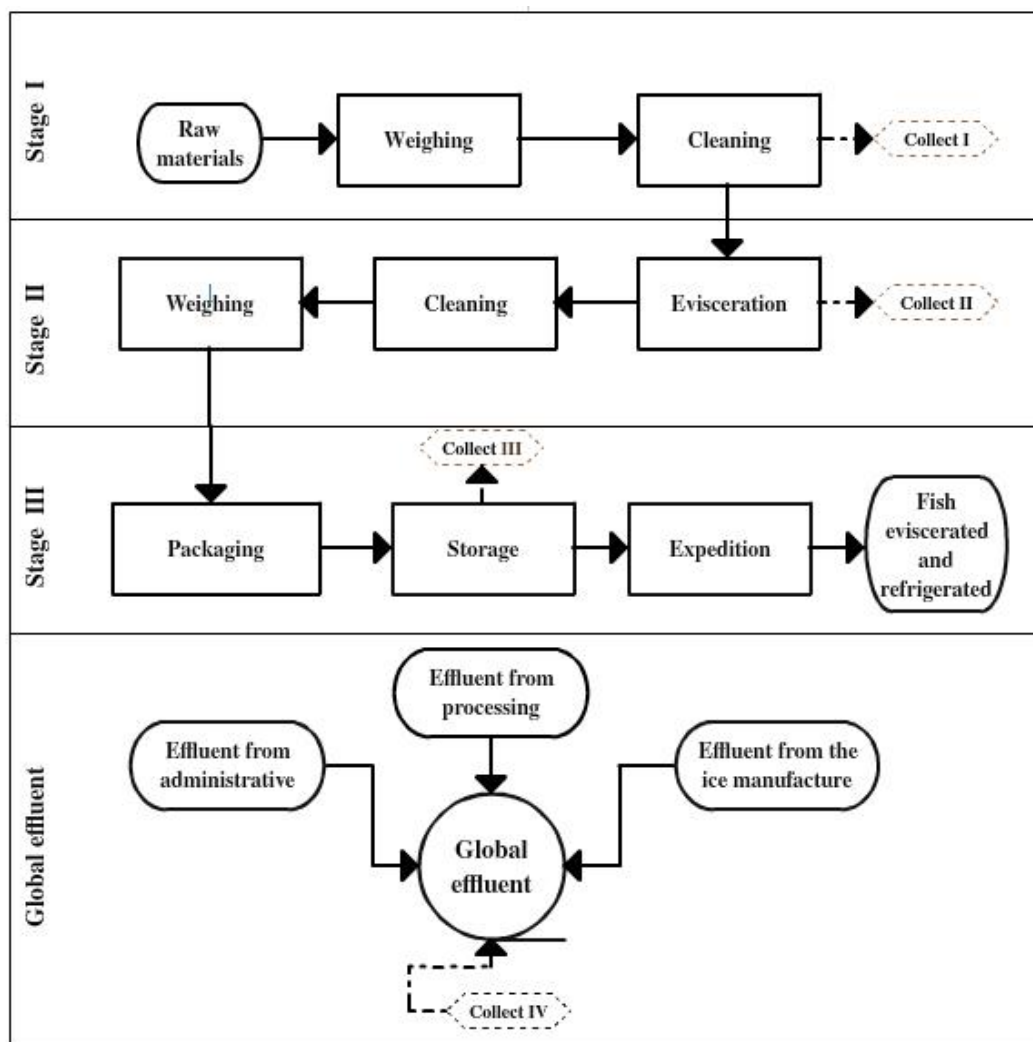 Stage I
Raw
materials
Weighing
Cleaning
Collect I
Stage II
Weighing
Cleaning
Evisceration
Collect II
Stage III
Collect III
Packaging
Storage
Expedition
Fish
eviscerated
and
refrigerated
Global effluent
Effluent from
processing
Effluent from
administrative
Effluent from the
ice manufacture
Global
effluent
Collect IV